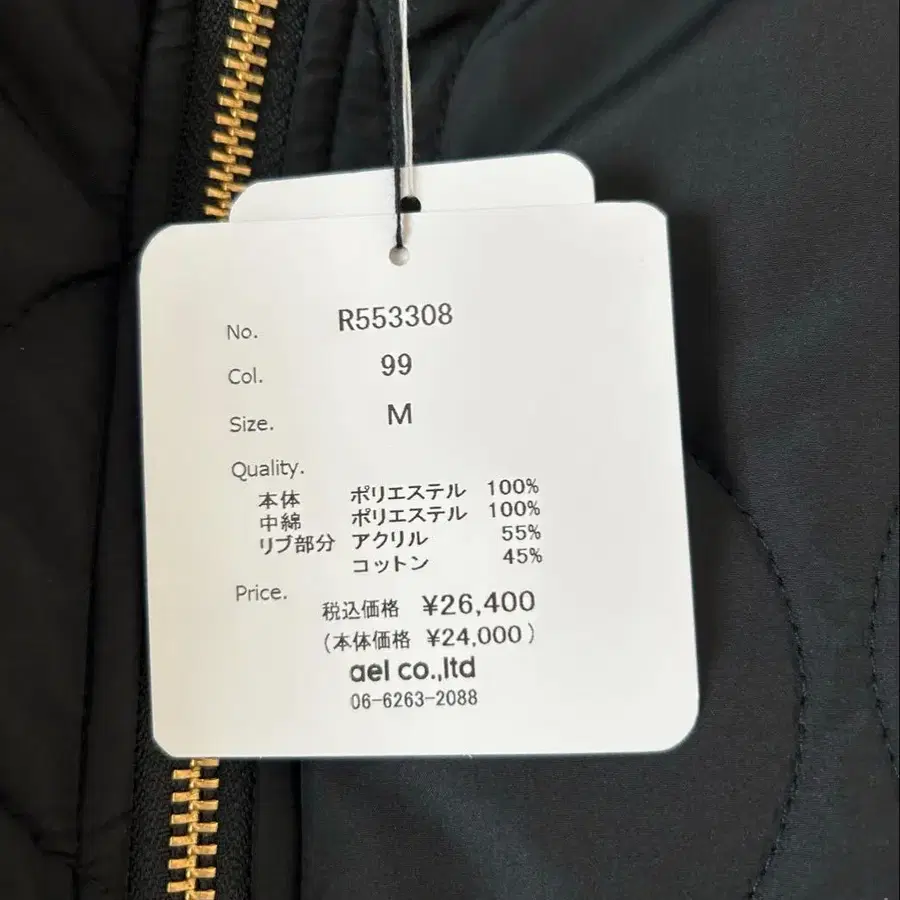 No. R553308
Col. 99
Size. M
Quality.
本体 ポリエステル 100%
中綿 ポリエステル 100%
リブ部分 アクリル 55%
コットン 45%
Price.
税込価格 ¥26,400
(本体価格 ¥24,000)
ael co.,ltd
06-6263-2088